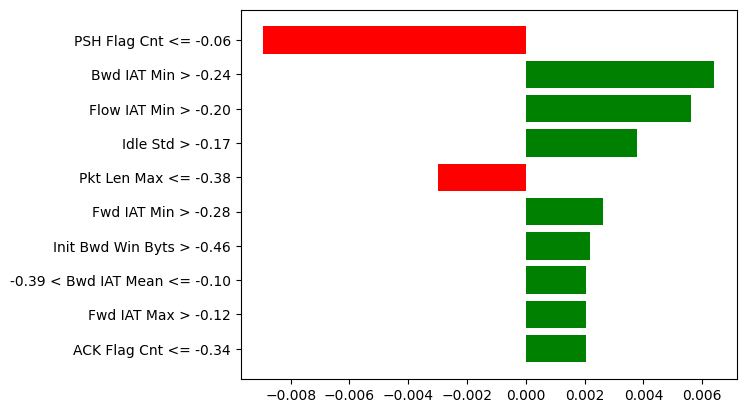 PSH Flag Cnt <= -0.06
Bwd IAT Min > -0.24
Flow IAT Min > -0.20
Idle Std > -0.17
Pkt Len Max <= -0.38
Fwd IAT Min > -0.28
Init Bwd Win Byts > -0.46
-0.39 < Bwd IAT Mean <= -0.10
Fwd IAT Max > -0.12
ACK Flag Cnt <= -0.34
−0.008 −0.006 −0.004 −0.002 0.000 0.002 0.004 0.006